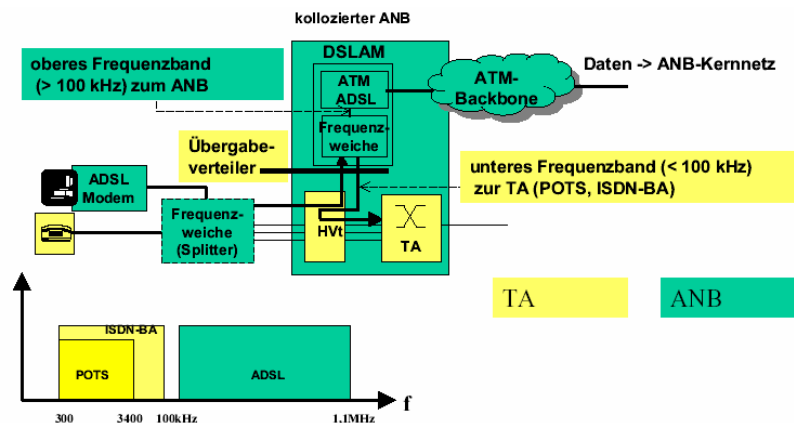 kollozierter ANB
DSLAM
oberes Frequenzband
(> 100 kHz) zum ANB
ATM
ADSL
ATM-
Backbone
Daten -> ANB-Kernnetz
Frequenz-
weiche
Übergabe-
verteiler
unteres Frequenzband (< 100 kHz)
zur TA (POTS, ISDN-BA)
ADSL
Modem
Frequenz-
weiche
(Splitter)
HVt
TA
TA
ANB
ISDN-BA
POTS
ADSL
f
300
3400
100kHz
1,1MHz